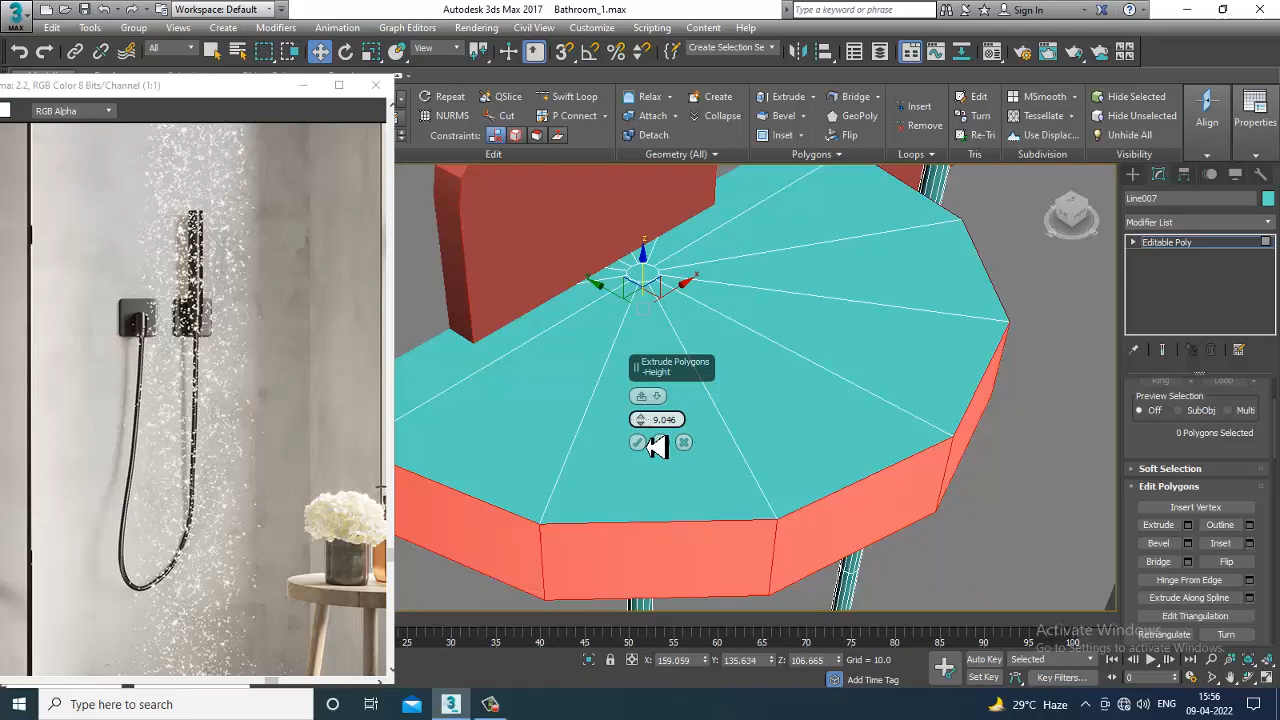 MAX
Workspace: Default
Autodesk 3ds Max 2017
Bathroom_1.max
Type a keyword or phrase
Sign In
Edit
Tools
Group
Views
Create
Modifiers
Animation
Graph Editors
Rendering
Civil View
Customize
Scripting
Content
Help
All
View
Create Selection Se
ma: 2.2, RGB Color 8 Bits/Channel (1:1)
RGB Alpha
Repeat
QSlice
Swift Loop
NURMS
Cut
P Connect
Constraints:
Edit
Relax
Create
Attach
Collapse
Detach
Geometry (All)
Extrude
Bridge
Bevel
GeoPoly
Inset
Flip
Polygons
Insert
Remove
Loops
Edit
Turn
Re-Tri
Tris
MSmooth
Tessellate
Use Displac...
Subdivision
Hide Selected
Hide Unselected
Unhide All
Visibility
Align
Properties
Line007
Modifier List
Editable Poly
Ring
Loop
Preview Selection
Off
SubObj
Multi
0 Polygons Selected
Soft Selection
Edit Polygons
Insert Vertex
Extrude
Outline
Bevel
Inset
Bridge
Flip
Hinge From Edge
Extrude Along Spline
Edit Triangulation
Retriangulate
Turn
z
x
Extrude Polygons
-Height
9.046
Activate Windows
Go to Settings to activate Windows.
25
30
35
40
45
50
55
60
65
70
75
80
85
90
95
100
X: 159.059
Y: 135.634
Z: 106.665
Grid = 10.0
Add Time Tag
Auto Key
Selected
Set Key
Key Filters...
0
Type here to search
29°C Haze
ENG
15:56
09-04-2022